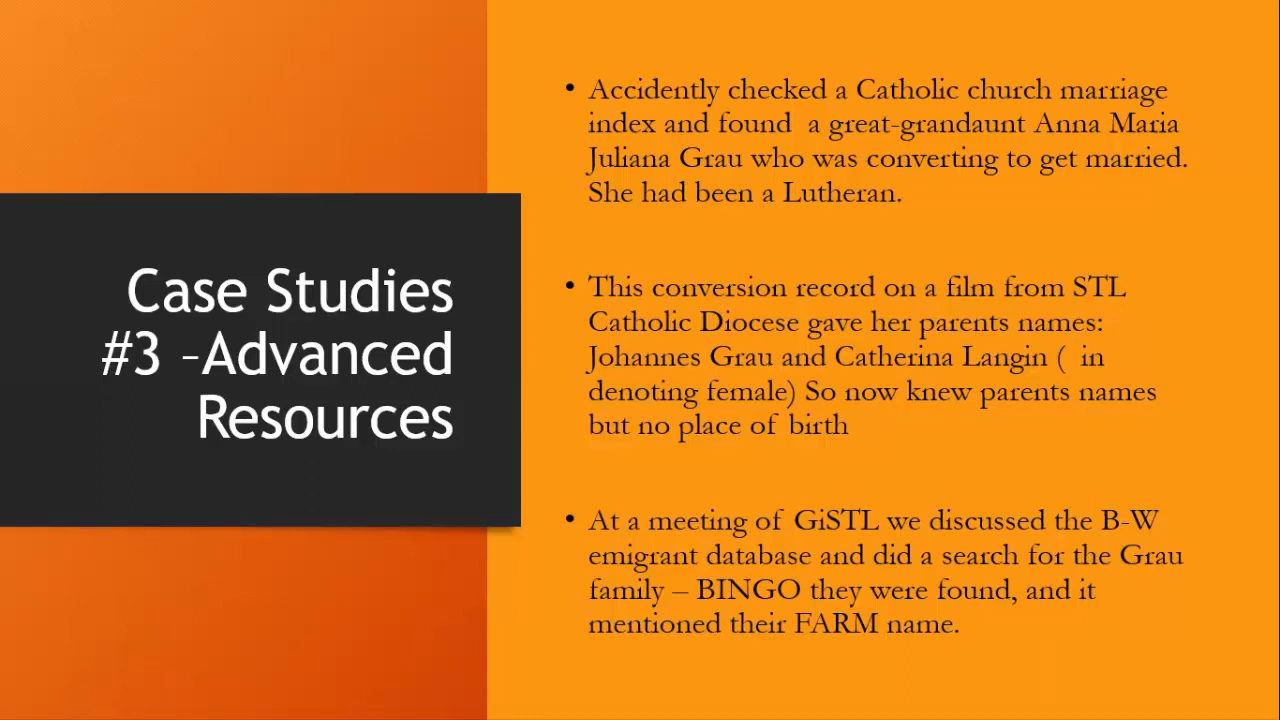 Case Studies
#3 –Advanced
Resources
• Accidently checked a Catholic church marriage
index and found  a great-grandaunt Anna Maria
Juliana Grau who was converting to get married.
She had been a Lutheran.
• This conversion record on a film from STL
Catholic Diocese gave her parents names:
Johannes Grau and Catherina Langin (  in
denoting female) So now knew parents names
but no place of birth
• At a meeting of GiSTL we discussed the B-W
emigrant database and did a search for the Grau
family – BINGO they were found, and it
mentioned their FARM name.